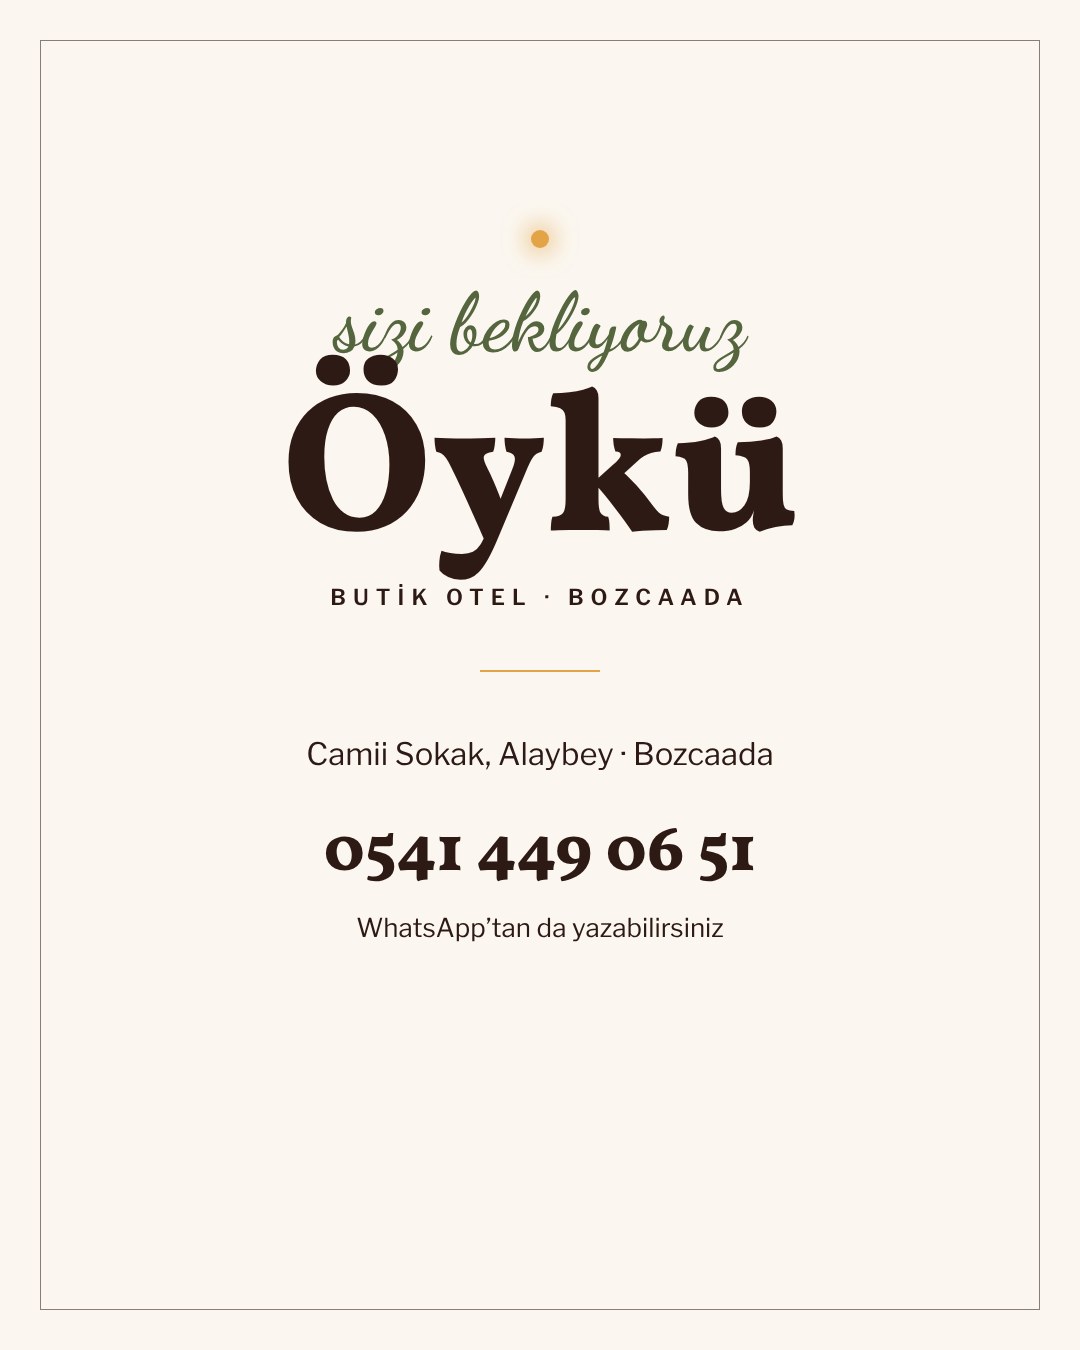 sizi bekliyoruz
Öykü
BUTİK OTEL · BOZCAADA
Camii Sokak, Alaybey · Bozcaada
0541 449 06 51
WhatsApp’tan da yazabilirsiniz